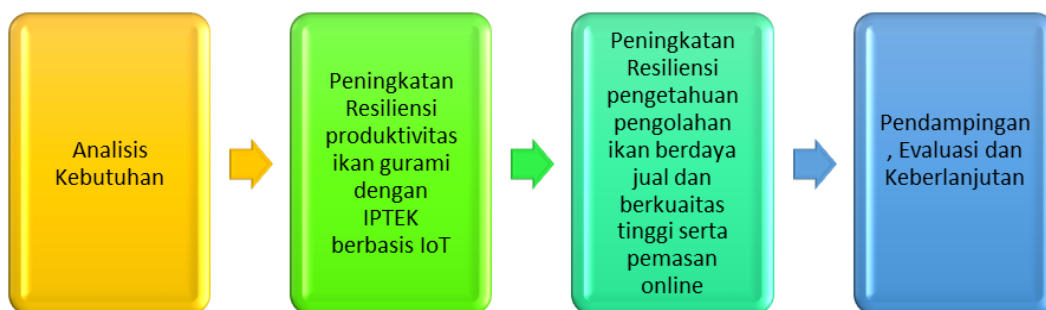 Analisis
Kebutuhan
Peningkatan
Resiliensi
produktivitas
ikan gurami
dengan
IPTEK
berbasis IoT
Peningkatan
Resiliensi
pengetahuan
pengolahan
ikan berdaya
jual dan
berkuaitas
tinggi serta
pemasan
online
Pendampingan
, Evaluasi dan
Keberlanjutan